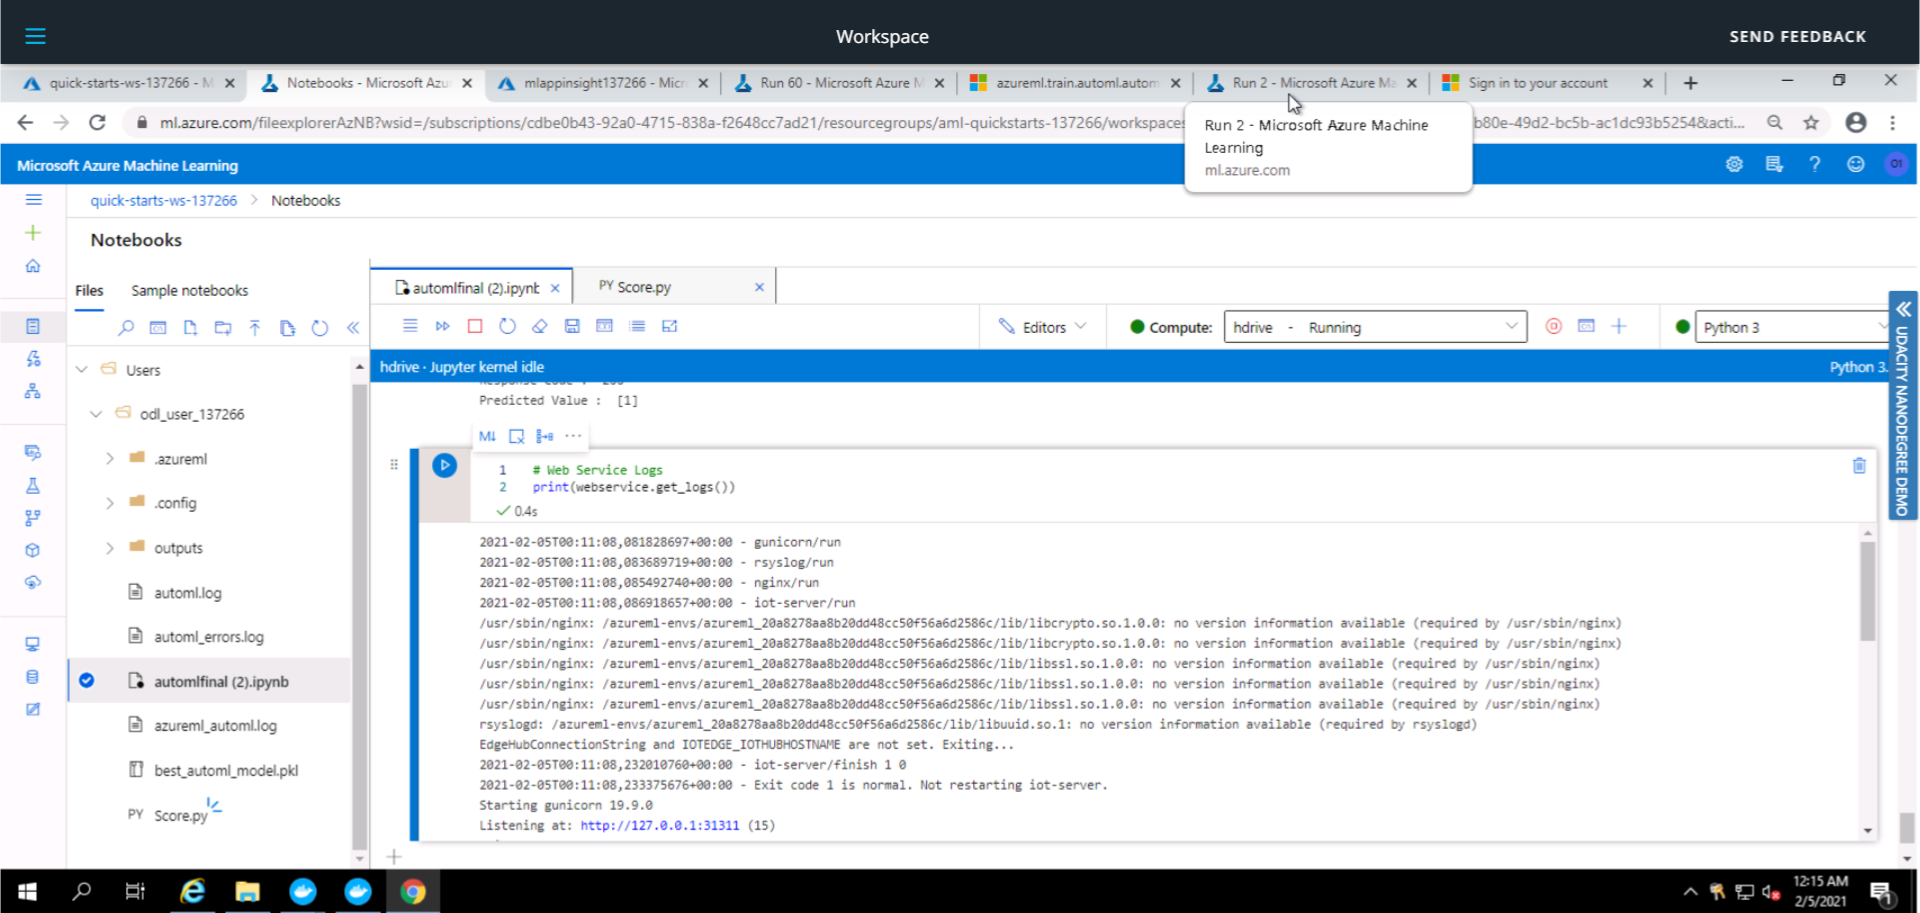 Workspace
SEND FEEDBACK
quick-starts-ws-137266 - M
Notebooks - Microsoft Azur
mlappinsight137266 - Micr
Run 60 - Microsoft Azure M
azureml.train.automl.autom
Run 2 - Microsoft Azure Ma
Sign in to your account
ml.azure.com/fileexplorerAzNB?wsid=/subscriptions/cdbe0b43-92a0-4715-838a-f2648cc7ad21/resourcegroups/aml-quickstarts-137266/workspaces
b80e-49d2-bc5b-ac1dc93b5254&acti...
Run 2 - Microsoft Azure Machine
Learning
ml.azure.com
Microsoft Azure Machine Learning
O1
quick-starts-ws-137266 > Notebooks
Notebooks
Files
Sample notebooks
automlfinal (2).ipynb
PY Score.py
Editors
Compute:
hdrive - Running
Python 3
hdrive · Jupyter kernel idle
Python 3.
UDACITY NANODEGREE DEMO
Users
odl_user_137266
.azureml
.config
outputs
automl.log
automl_errors.log
automlfinal (2).ipynb
azureml_automl.log
best_automl_model.pkl
PY Score.py
Response Code : 200
Predicted Value : [1]
M↓
1 # Web Service Logs
2 print(webservice.get_logs())
0.4s
2021-02-05T00:11:08,081828697+00:00 - gunicorn/run
2021-02-05T00:11:08,083689719+00:00 - rsyslog/run
2021-02-05T00:11:08,085492740+00:00 - nginx/run
2021-02-05T00:11:08,086918657+00:00 - iot-server/run
/usr/sbin/nginx: /azureml-envs/azureml_20a8278aa8b20dd48cc50f56a6d2586c/lib/libcrypto.so.1.0.0: no version information available (required by /usr/sbin/nginx)
/usr/sbin/nginx: /azureml-envs/azureml_20a8278aa8b20dd48cc50f56a6d2586c/lib/libcrypto.so.1.0.0: no version information available (required by /usr/sbin/nginx)
/usr/sbin/nginx: /azureml-envs/azureml_20a8278aa8b20dd48cc50f56a6d2586c/lib/libssl.so.1.0.0: no version information available (required by /usr/sbin/nginx)
/usr/sbin/nginx: /azureml-envs/azureml_20a8278aa8b20dd48cc50f56a6d2586c/lib/libssl.so.1.0.0: no version information available (required by /usr/sbin/nginx)
/usr/sbin/nginx: /azureml-envs/azureml_20a8278aa8b20dd48cc50f56a6d2586c/lib/libssl.so.1.0.0: no version information available (required by /usr/sbin/nginx)
rsyslogd: /azureml-envs/azureml_20a8278aa8b20dd48cc50f56a6d2586c/lib/libuuid.so.1: no version information available (required by rsyslogd)
EdgeHubConnectionString and IOTEDGE_IOTHUBHOSTNAME are not set. Exiting...
2021-02-05T00:11:08,232010760+00:00 - iot-server/finish 1 0
2021-02-05T00:11:08,233375676+00:00 - Exit code 1 is normal. Not restarting iot-server.
Starting gunicorn 19.9.0
Listening at: http://127.0.0.1:31311 (15)
12:15 AM
2/5/2021
1